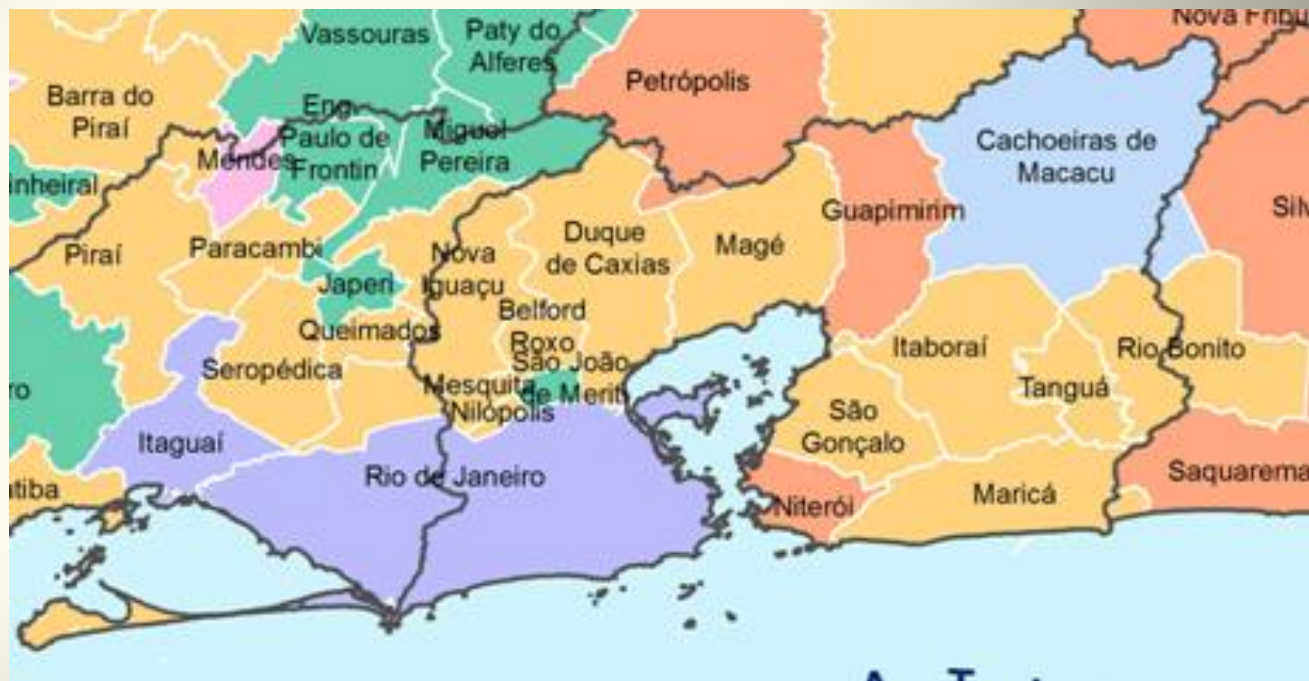 Vassouras
Paty do
Alferes
Nova Fribu
Petrópolis
Barra do
Piraí
Eng.
Paulo de
Frontin
Miguel
Pereira
Mendes
Cachoeiras de
Macacu
inheiral
Guapimirim
Silv
Piraí
Paracambi
Nova
Iguaçu
Duque
de Caxias
Magé
Japeri
Belford
Roxo
Queimados
Itaboraí
Rio Bonito
Seropédica
São João
de Meriti
Mesquita
Nilópolis
Tanguá
ro
São
Gonçalo
Itaguaí
Rio de Janeiro
Saquarema
atiba
Niterói
Maricá